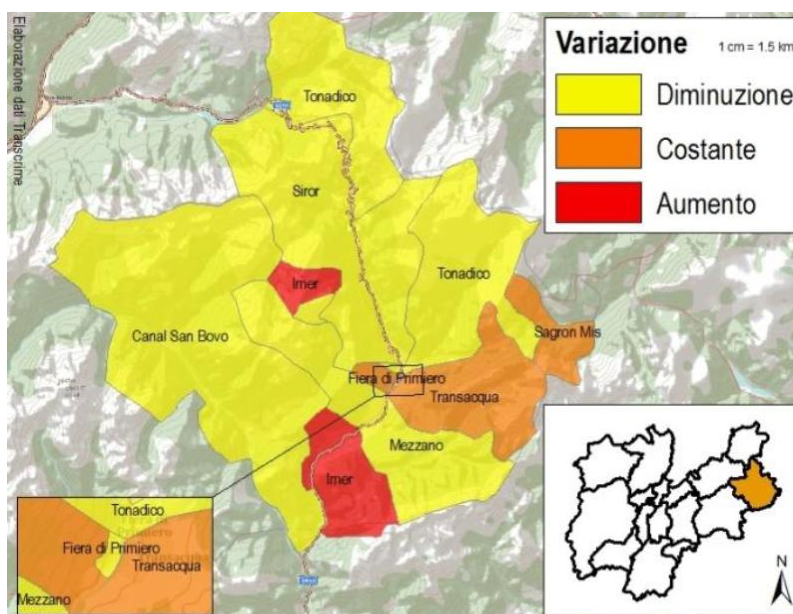 Elaborazione dati Transcrime
Variazione
1 cm = 1.5 km
Diminuzione
Costante
Aumento
Tonadico
Siror
Tonadico
Imer
Sagron Mis
Canal San Bovo
Fiera di Primiero
Transacqua
Mezzano
Imer
Tonadico
Fiera di Primiero
Transacqua
Mezzano
N